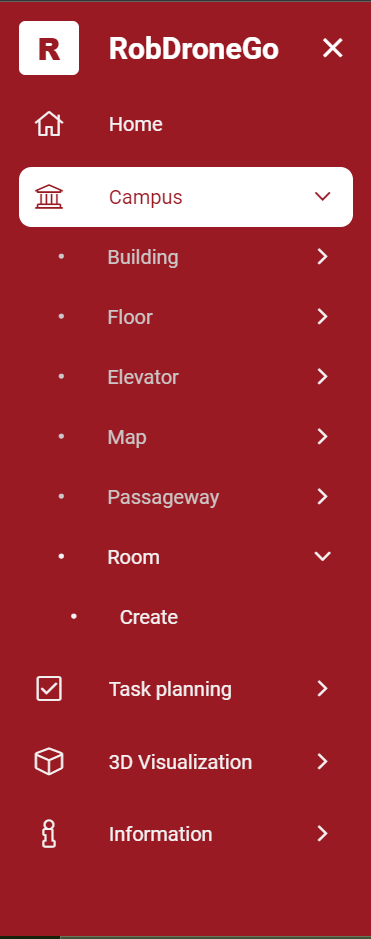 R RobDroneGo
Home
Campus
Building
Floor
Elevator
Map
Passageway
Room
Create
Task planning
3D Visualization
Information